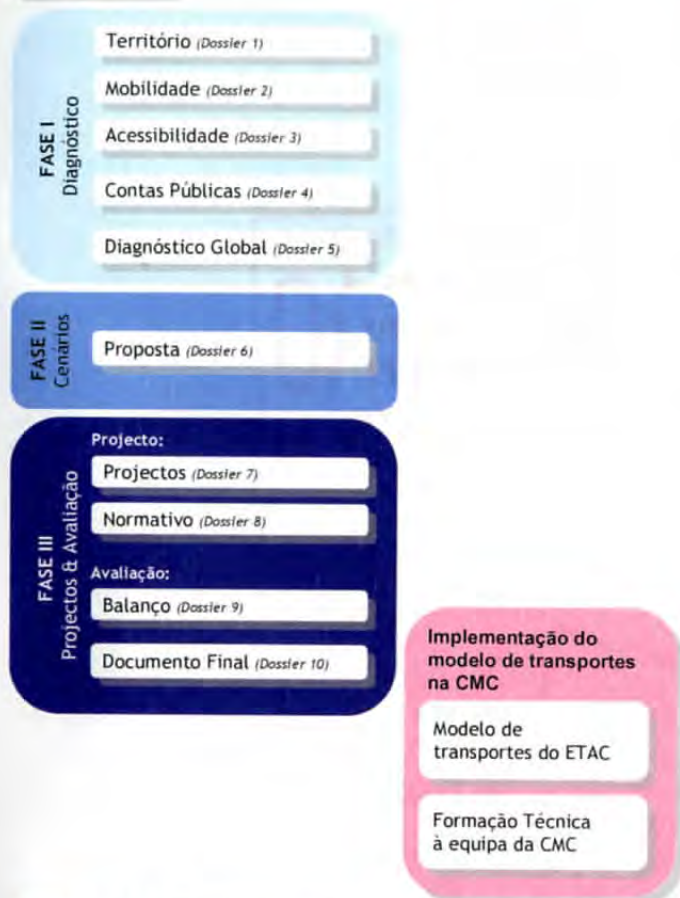 FASE I
Diagnóstico
Território (Dossier 1)
Mobilidade (Dossier 2)
Acessibilidade (Dossier 3)
Contas Públicas (Dossier 4)
Diagnóstico Global (Dossier 5)
FASE II
Cenários
Proposta (Dossier 6)
FASE III
Projectos & Avaliação
Projecto:
Projectos (Dossier 7)
Normativo (Dossier 8)
Avaliação:
Balanço (Dossier 9)
Documento Final (Dossier 10)
Implementação do
modelo de transportes
na CMC
Modelo de
transportes do ETAC
Formação Técnica
à equipa da CMC